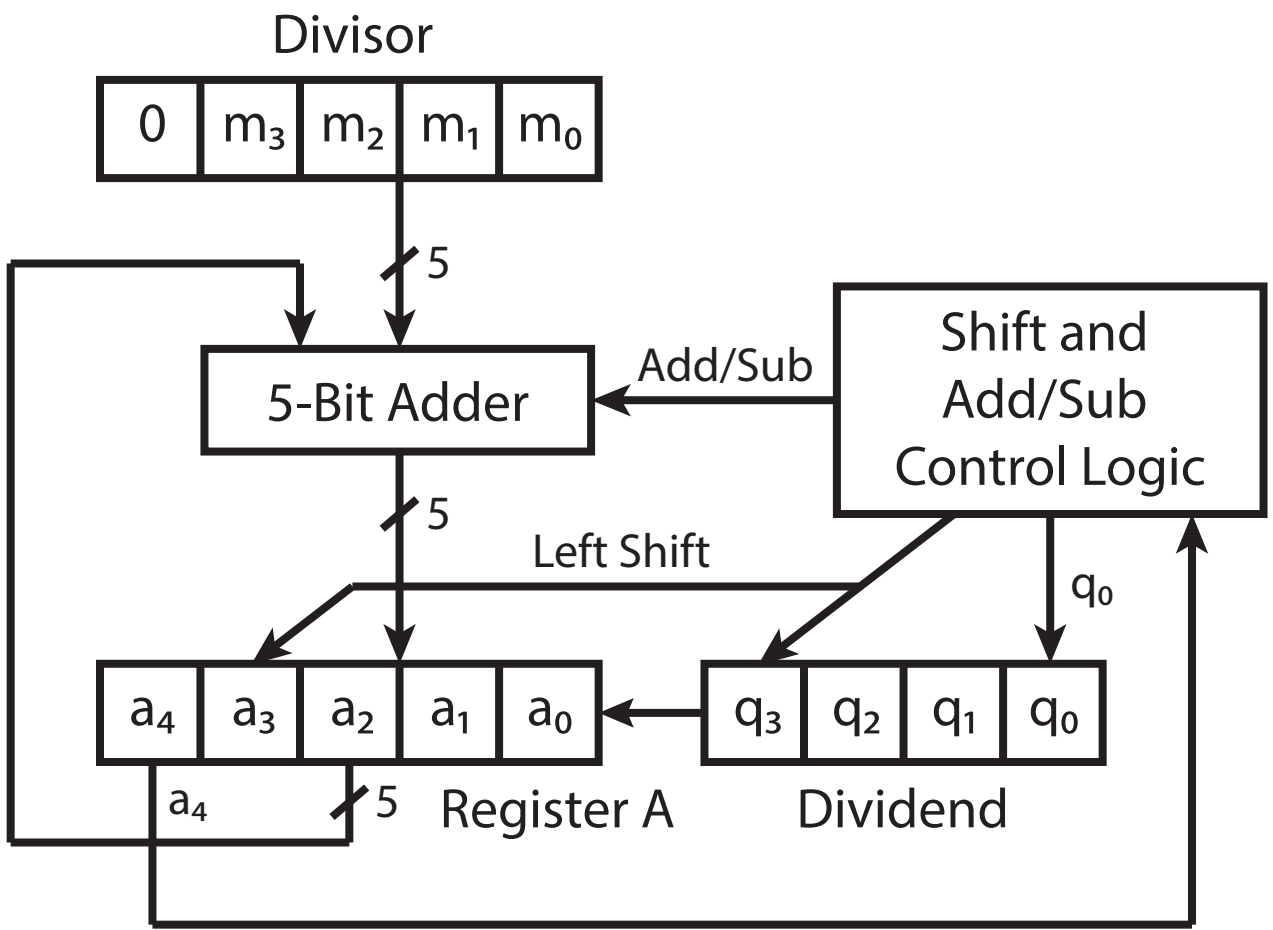 Divisor
0 m₃ m₂ m₁ m₀
5
5-Bit Adder
Add/Sub
Shift and
Add/Sub
Control Logic
5
Left Shift
q₀
a₄ a₃ a₂ a₁ a₀
q₃ q₂ q₁ q₀
a₄
5
Register A
Dividend